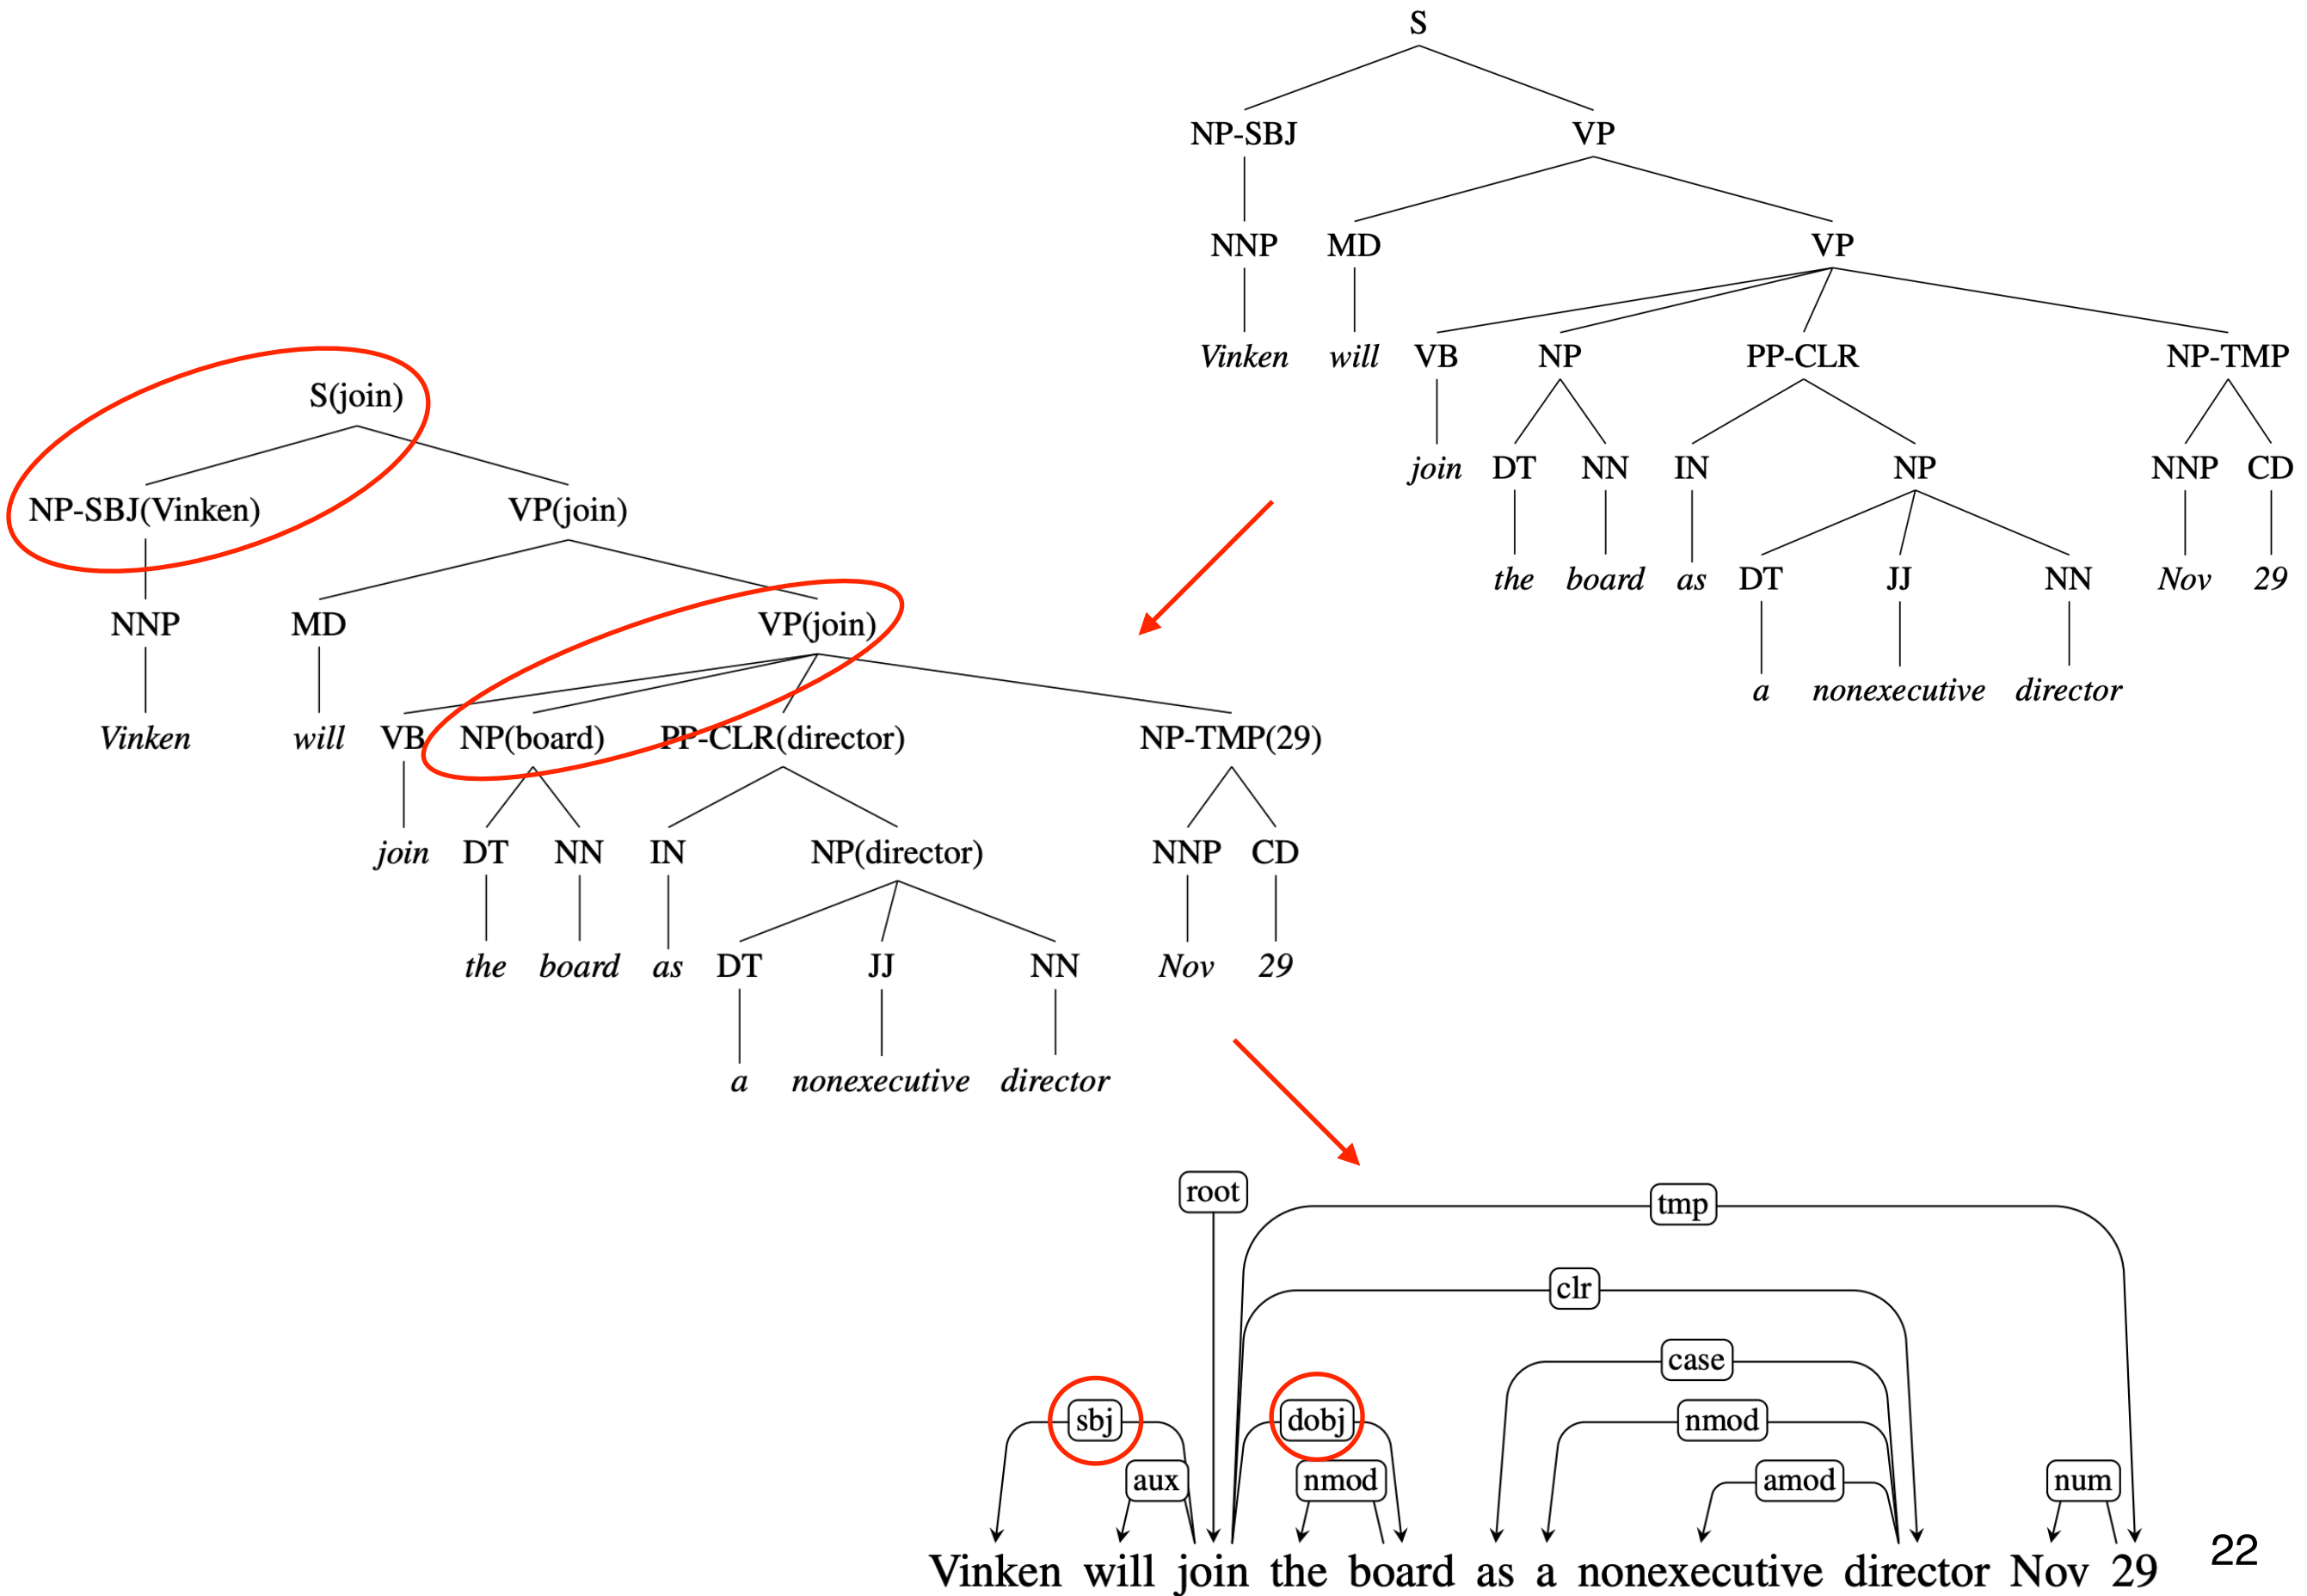 S
NP-SBJ VP
NNP MD VP
Vinken will VB NP PP-CLR NP-TMP
join DT NN IN NP NNP CD
the board as DT JJ NN Nov 29
a nonexecutive director
S(join)
NP-SBJ(Vinken) VP(join)
NNP MD VP(join)
Vinken will VB NP(board) PP-CLR(director) NP-TMP(29)
join DT NN IN NP(director) NNP CD
the board as DT JJ NN Nov 29
a nonexecutive director
root tmp
clr
case
sbj dobj nmod
aux nmod amod num
Vinken will join the board as a nonexecutive director Nov 29
22